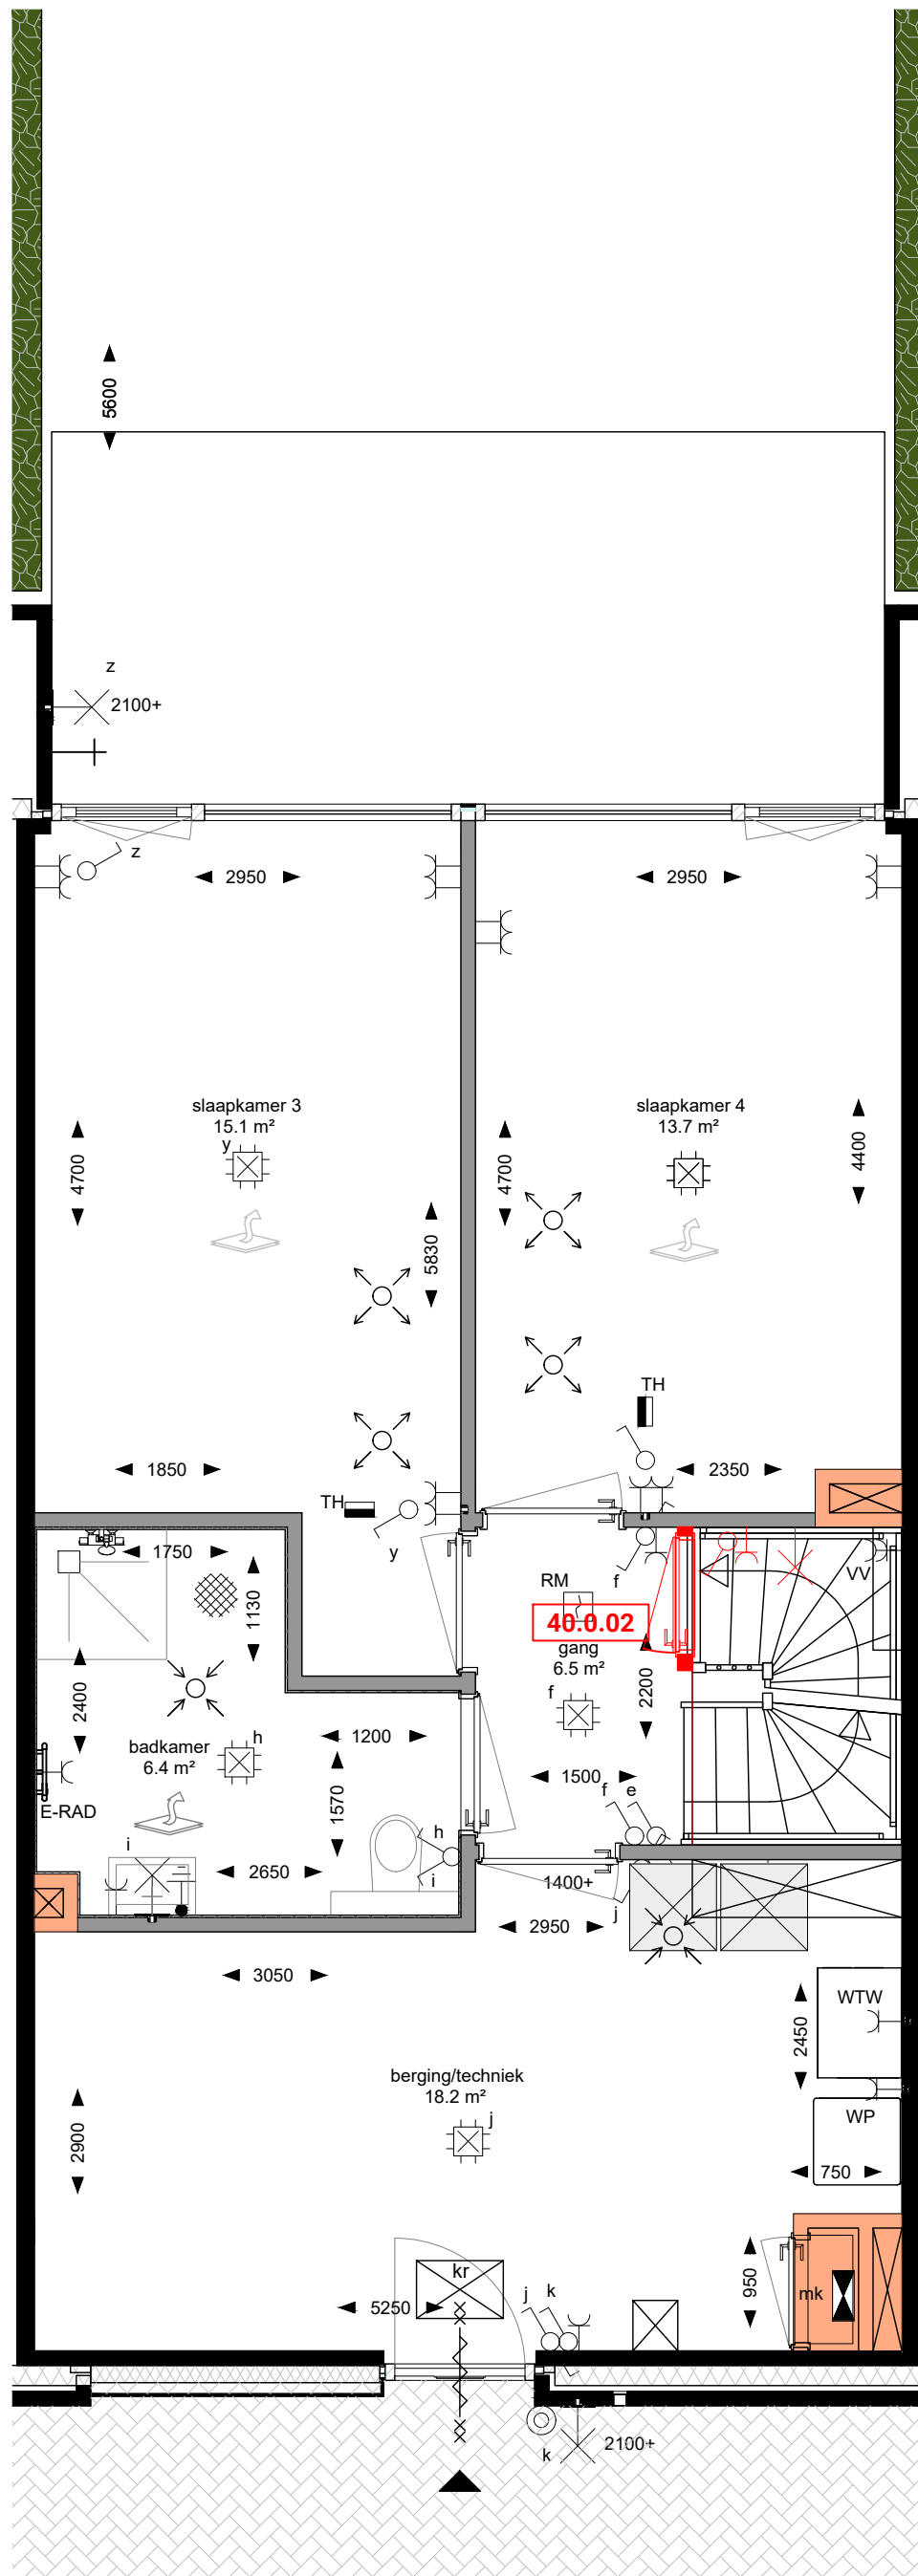 5600
z
2100+
z
2950
2950
slaapkamer 3
15.1 m²
y
slaapkamer 4
13.7 m²
4700
4700
4400
5830
TH
1850
2350
TH
y
1750
1130
RM
f
VV
40.0.02
gang
6.5 m²
f
2400
2200
badkamer
6.4 m²
h
1200
1500
1570
E-RAD
f
e
i
h
i
2650
1400+
j
2950
3050
WTW
2450
berging/techniek
18.2 m²
j
WP
2900
750
kr
mk
950
5250
j
k
k
2100+